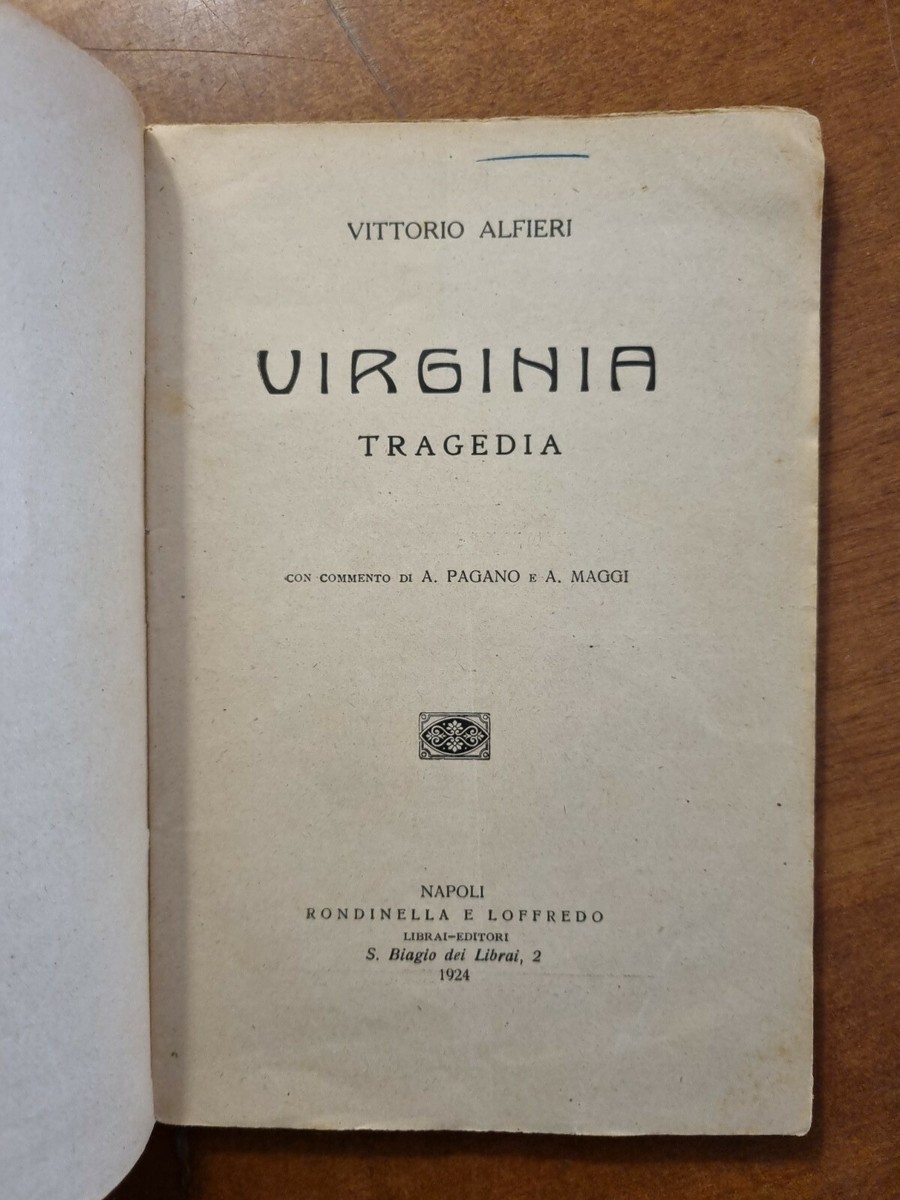 VITTORIO ALFIERI
VIRGINIA
TRAGEDIA
CON COMMENTO DI A. PAGANO E A. MAGGI
NAPOLI
RONDINELLA E LOFFREDO
LIBRAI-EDITORI
S. Biagio dei Librai, 2
1924